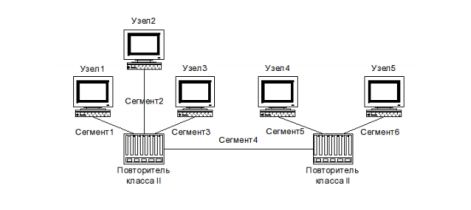 Узел2
Узел1
Узел3
Узел4
Узел5
Сегмент2
Сегмент1
Сегмент3
Сегмент4
Сегмент5
Сегмент6
Повторитель
класса II
Повторитель
класса II